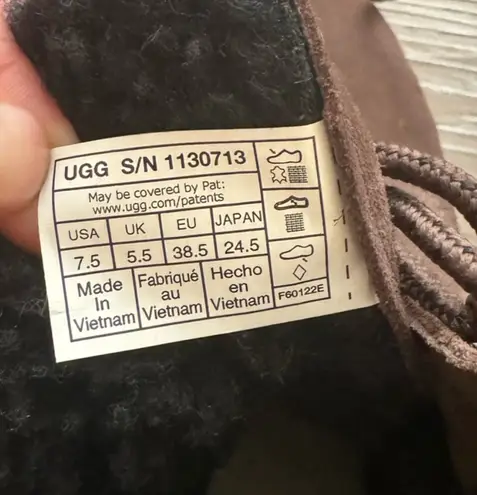 UGG S/N 1130713
May be covered by Pat:
www.ugg.com/patents
USA UK EU JAPAN
7.5 5.5 38.5 24.5
Made In Vietnam
Fabriqué au Vietnam
Hecho en Vietnam
F60122E